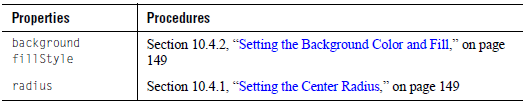 Properties Procedures
background Section 10.4.2, “Setting the Background Color and Fill,” on page
fillStyle 149
radius Section 10.4.1, “Setting the Center Radius,” on page 149